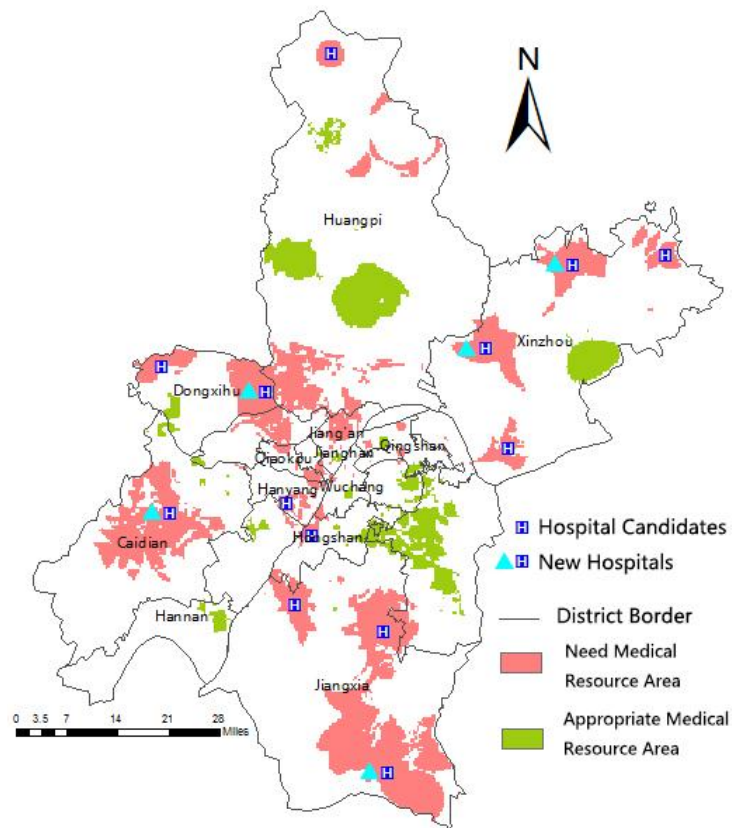 H
N
Huangpi
H
H
H
Xinzhou
H
Dongxihu
H
Jiang'an
Qiaokou
Jianghan
Qingshan
H
Hanyang
Wuchang
H
H
Caidian
H
Hongshan
H Hospital Candidates
H New Hospitals
H
Hannan
H
District Border
Need Medical
Resource Area
Jiangxia
Appropriate Medical
Resource Area
0 3.5 7 14 21 28
Miles
H